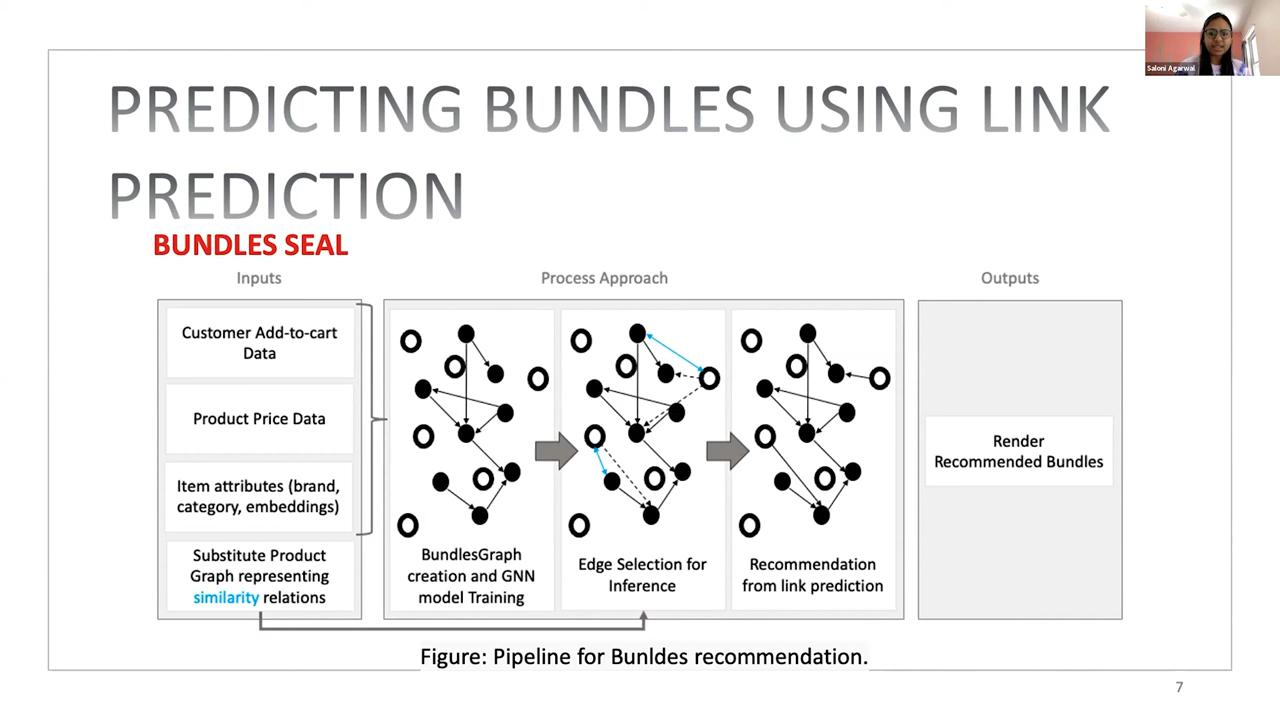 Saloni Agarwal
PREDICTING BUNDLES USING LINK
PREDICTION
BUNDLES SEAL
Inputs
Process Approach
Outputs
Customer Add-to-cart
Data
Product Price Data
Item attributes (brand,
category, embeddings)
Substitute Product
Graph representing
similarity relations
BundlesGraph
creation and GNN
model Training
Edge Selection for
Inference
Recommendation
from link prediction
Render
Recommended Bundles
Figure: Pipeline for Bunldes recommendation.
7